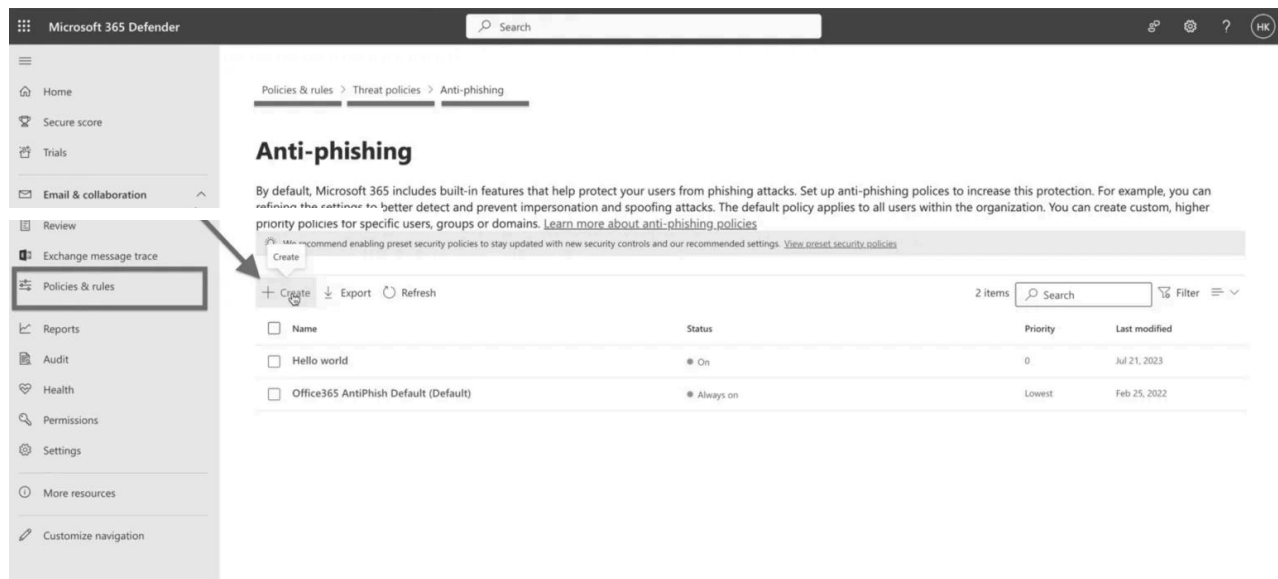 Microsoft 365 Defender
Search
HK
Home
Secure score
Trials
Email & collaboration
Review
Exchange message trace
Policies & rules
Reports
Audit
Health
Permissions
Settings
More resources
Customize navigation
Policies & rules > Threat policies > Anti-phishing
Anti-phishing
By default, Microsoft 365 includes built-in features that help protect your users from phishing attacks. Set up anti-phishing polices to increase this protection. For example, you can
refining the settings to better detect and prevent impersonation and spoofing attacks. The default policy applies to all users within the organization. You can create custom, higher
priority policies for specific users, groups or domains. Learn more about anti-phishing policies
We recommend enabling preset security policies to stay updated with new security controls and our recommended settings. View preset security policies
Create
+ Create Export Refresh
2 items Search Filter
Name Status Priority Last modified
Hello world On 0 Jul 21, 2023
Office365 AntiPhish Default (Default) Always on Lowest Feb 25, 2022